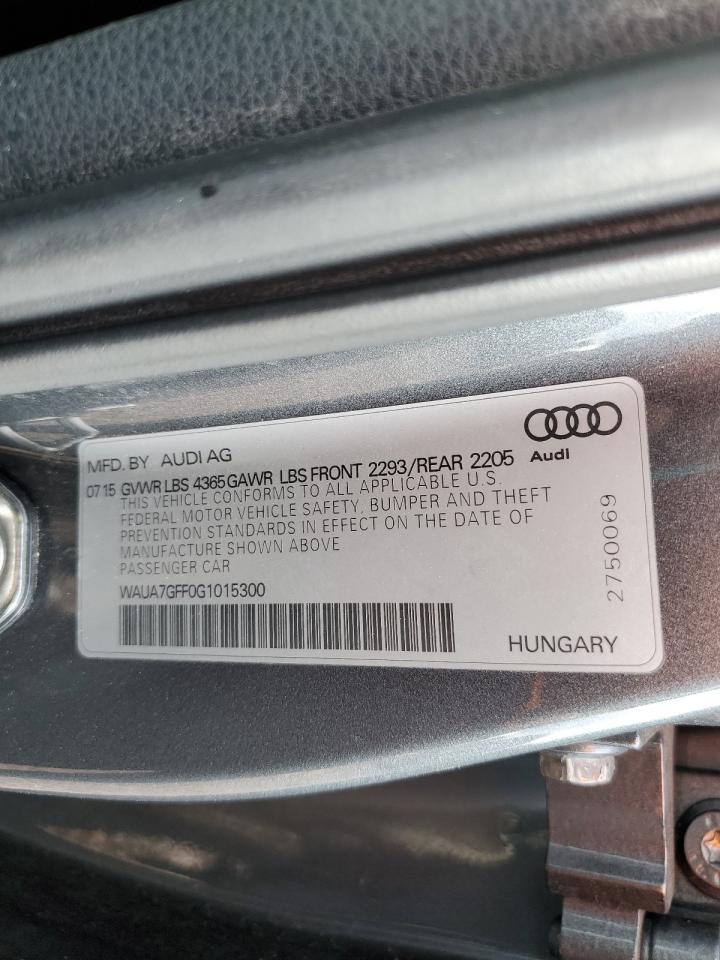 MFD. BY AUDI AG
Audi
0715 GVWR LBS 4365 GAWR LBS FRONT 2293/REAR 2205
THIS VEHICLE CONFORMS TO ALL APPLICABLE U.S.
FEDERAL MOTOR VEHICLE SAFETY, BUMPER AND THEFT
PREVENTION STANDARDS IN EFFECT ON THE DATE OF
MANUFACTURE SHOWN ABOVE
PASSENGER CAR
WAUA7GFF0G1015300
HUNGARY
2750069